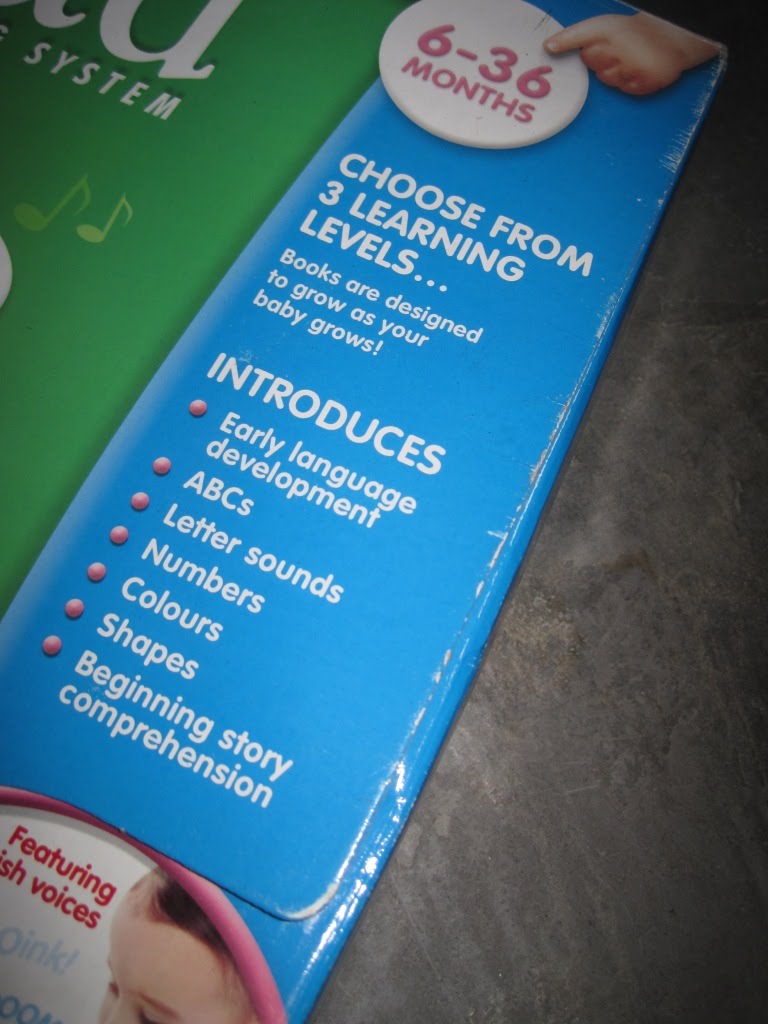 SYSTEM
6-36
MONTHS
CHOOSE FROM
3 LEARNING
LEVELS...
Books are designed
to grow as your
baby grows!
INTRODUCES
Early language
development
ABCs
Letter sounds
Numbers
Colours
Shapes
Beginning story
comprehension
Featuring
voices
Oink!